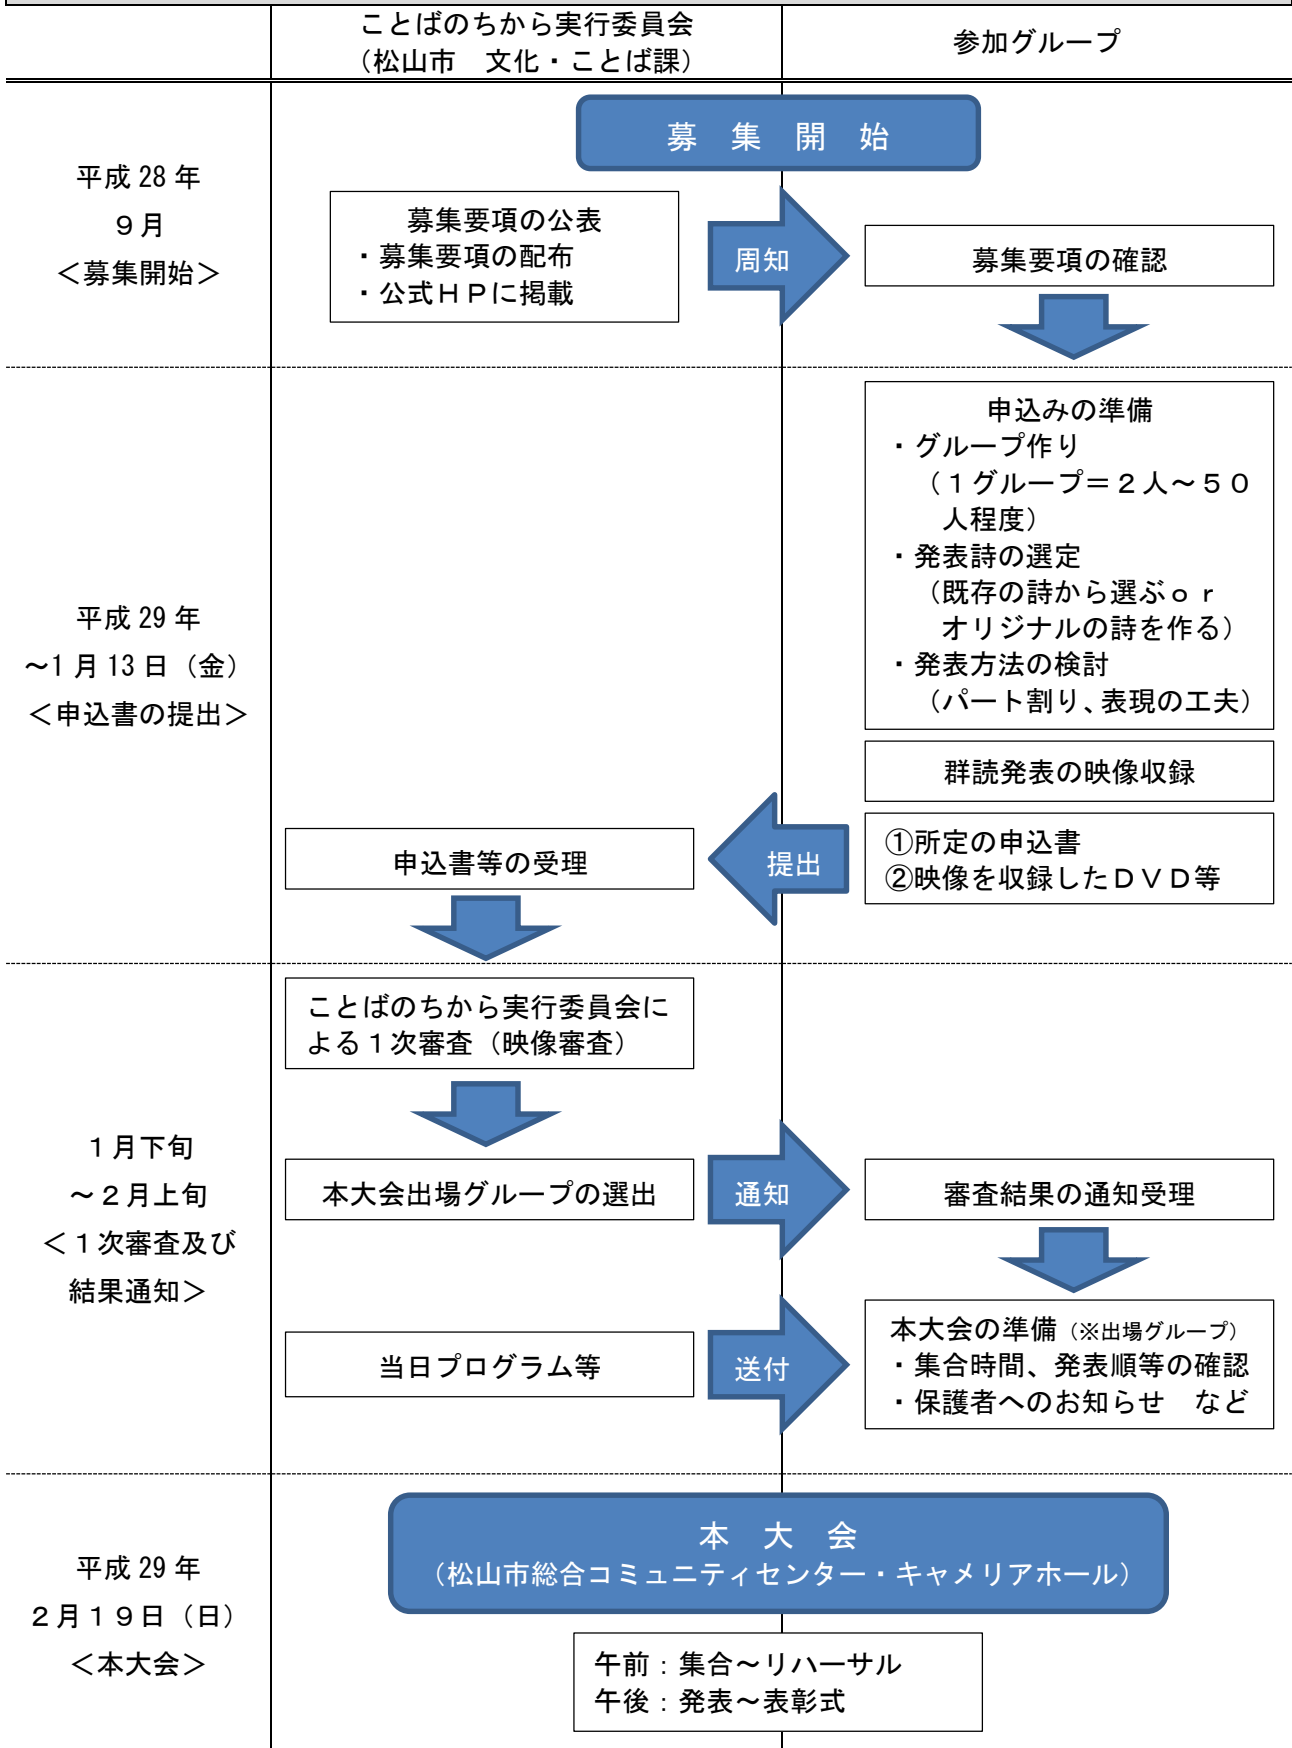 ことばのちから実行委員会
（松山市　文化・ことば課）
参加グループ
募　集　開　始
平成 28 年
９月
＜募集開始＞
募集要項の公表
・募集要項の配布
・公式ＨＰに掲載
周知
募集要項の確認
平成 29 年
～1 月 13 日（金）
＜申込書の提出＞
申込みの準備
・グループ作り
（１グループ＝２人～５０
人程度）
・発表詩の選定
（既存の詩から選ぶｏｒ
オリジナルの詩を作る）
・発表方法の検討
（パート割り、表現の工夫）
群読発表の映像収録
①所定の申込書
②映像を収録したＤＶＤ等
提出
申込書等の受理
１月下旬
～２月上旬
＜１次審査及び
結果通知＞
ことばのちから実行委員会に
よる１次審査（映像審査）
本大会出場グループの選出
通知
審査結果の通知受理
当日プログラム等
送付
本大会の準備（※出場グループ）
・集合時間、発表順等の確認
・保護者へのお知らせ　など
平成 29 年
２月１９日（日）
＜本大会＞
本　大　会
（松山市総合コミュニティセンター・キャメリアホール）
午前：集合～リハーサル
午後：発表～表彰式